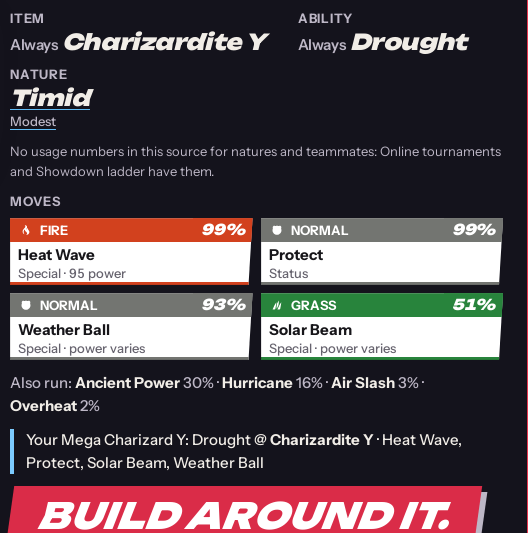 ITEM
Always Charizardite Y
ABILITY
Always Drought
NATURE
Timid
Modest
No usage numbers in this source for natures and teammates: Online tournaments
and Showdown ladder have them.
MOVES
FIRE 99%
Heat Wave
Special · 95 power
NORMAL 99%
Protect
Status
NORMAL 93%
Weather Ball
Special · power varies
GRASS 51%
Solar Beam
Special · power varies
Also run: Ancient Power 30% · Hurricane 16% · Air Slash 3% ·
Overheat 2%
Your Mega Charizard Y: Drought @ Charizardite Y · Heat Wave,
Protect, Solar Beam, Weather Ball
BUILD AROUND IT.